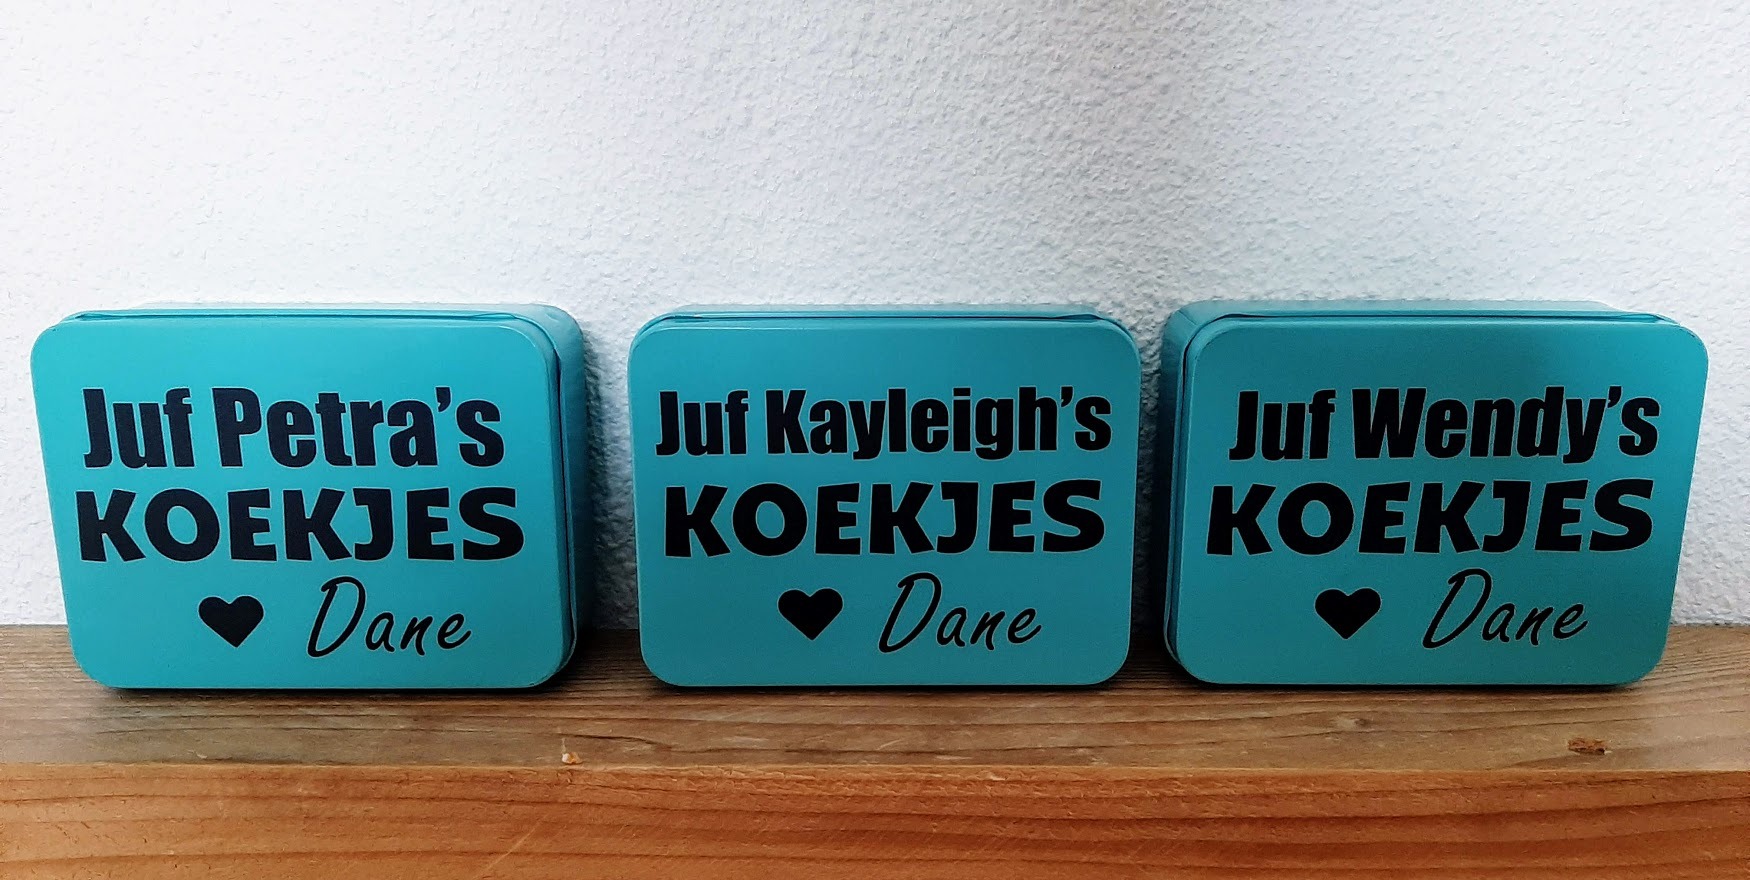 Juf Petra's
KOEKJES
♥ Dane
Juf Kayleigh's
KOEKJES
♥ Dane
Juf Wendy's
KOEKJES
♥ Dane